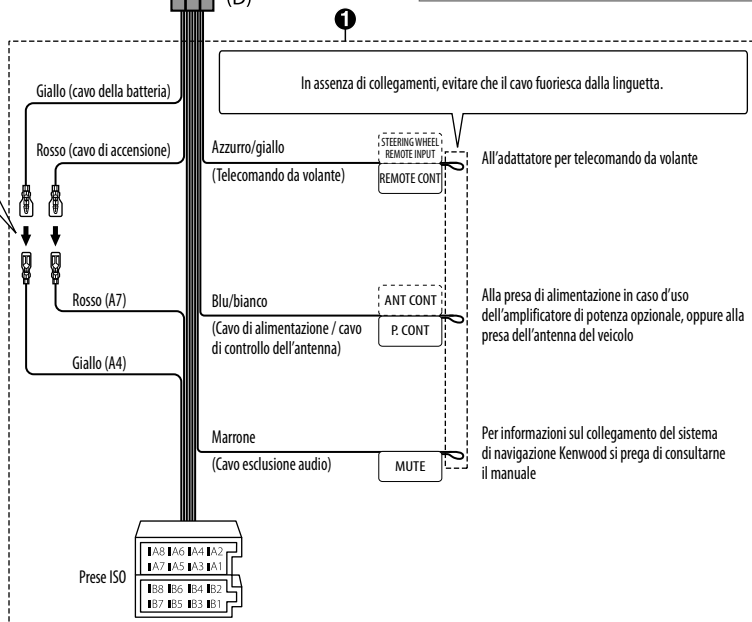 (D)
1
In assenza di collegamenti, evitare che il cavo fuoriesca dalla linguetta.
Giallo (cavo della batteria)
Rosso (cavo di accensione)
Azzurro/giallo
(Telecomando da volante)
STEERING WHEEL
REMOTE INPUT
REMOTE CONT
All'adattatore per telecomando da volante
Rosso (A7)
Giallo (A4)
Blu/bianco
(Cavo di alimentazione / cavo
di controllo dell'antenna)
ANT CONT
P. CONT
Alla presa di alimentazione in caso d'uso
dell'amplificatore di potenza opzionale, oppure alla
presa dell'antenna del veicolo
Marrone
(Cavo esclusione audio)
MUTE
Per informazioni sul collegamento del sistema
di navigazione Kenwood si prega di consultarne
il manuale
Prese ISO
A8 A6 A4 A2
A7 A5 A3 A1
B8 B6 B4 B2
B7 B5 B3 B1